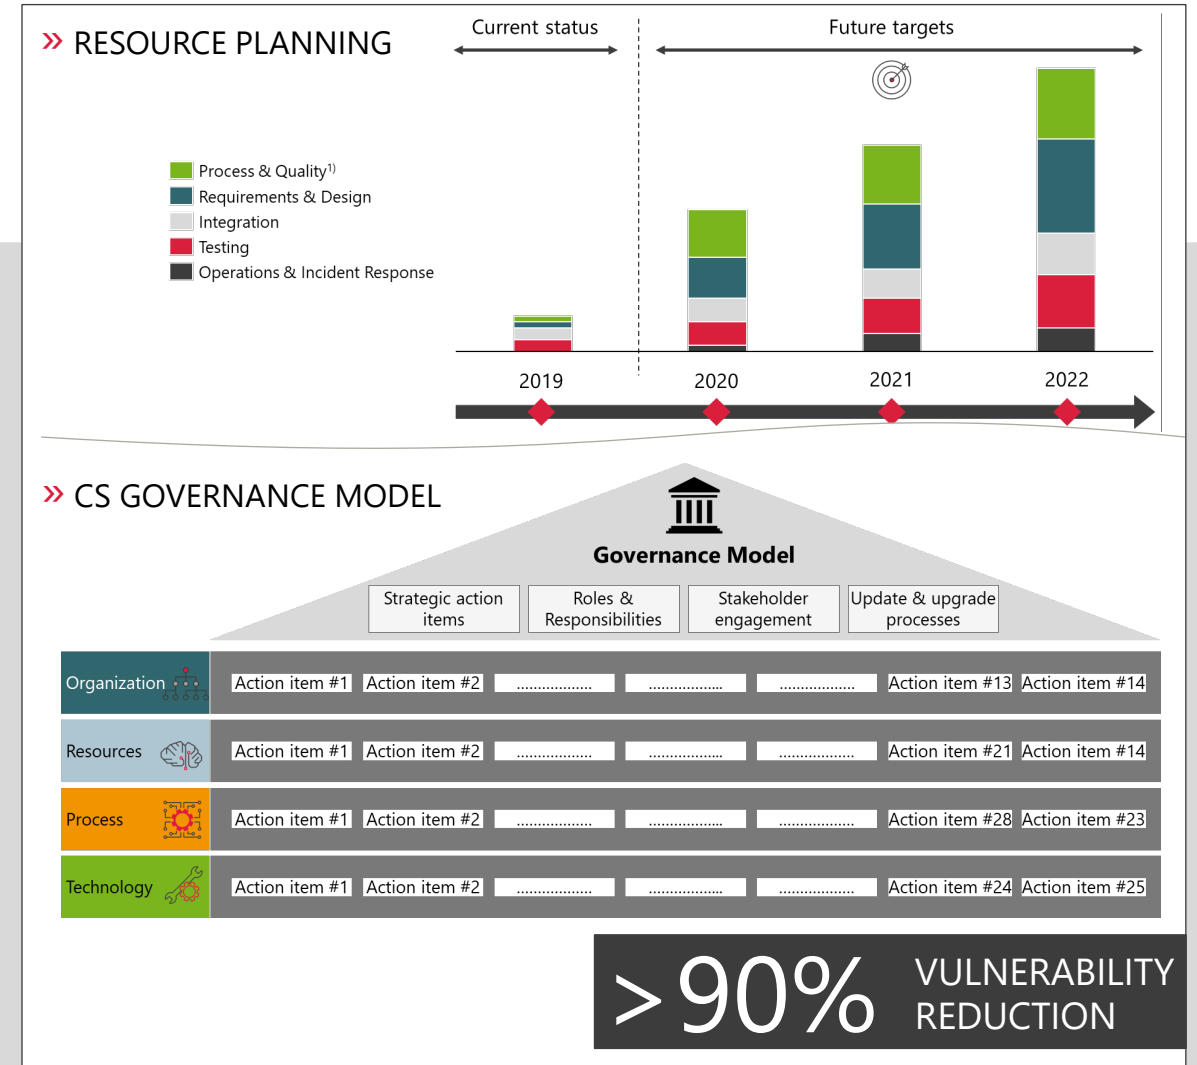 » RESOURCE PLANNING
Current status
Future targets
Process & Quality¹⁾
Requirements & Design
Integration
Testing
Operations & Incident Response
2019
2020
2021
2022
» CS GOVERNANCE MODEL
Governance Model
Strategic action
items
Roles &
Responsibilities
Stakeholder
engagement
Update & upgrade
processes
Organization
Action item #1 Action item #2 .................. .................. .................. Action item #13 Action item #14
Resources
Action item #1 Action item #2 .................. .................. .................. Action item #21 Action item #14
Process
Action item #1 Action item #2 .................. .................. .................. Action item #28 Action item #23
Technology
Action item #1 Action item #2 .................. .................. .................. Action item #24 Action item #25
>90%
VULNERABILITY
REDUCTION